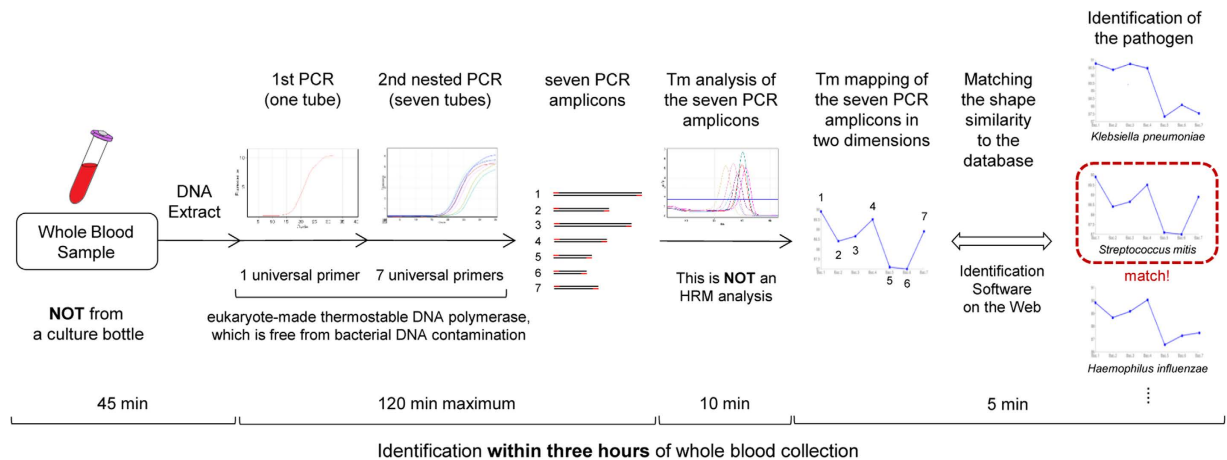 Identification of
the pathogen
1st PCR
(one tube)
2nd nested PCR
(seven tubes)
seven PCR
amplicons
Tm analysis of
the seven PCR
amplicons
Tm mapping of
the seven PCR
amplicons in
two dimensions
Matching
the shape
similarity to
the database
Klebsiella pneumoniae
DNA
Extract
Whole Blood
Sample
1
2
3
4
5
6
7
1
2
3
4
5
6
7
Streptococcus mitis
match!
1 universal primer
7 universal primers
This is NOT an
HRM analysis
Identification
Software
on the Web
NOT from
a culture bottle
eukaryote-made thermostable DNA polymerase,
which is free from bacterial DNA contamination
Haemophilus influenzae
45 min
120 min maximum
10 min
5 min
Identification within three hours of whole blood collection